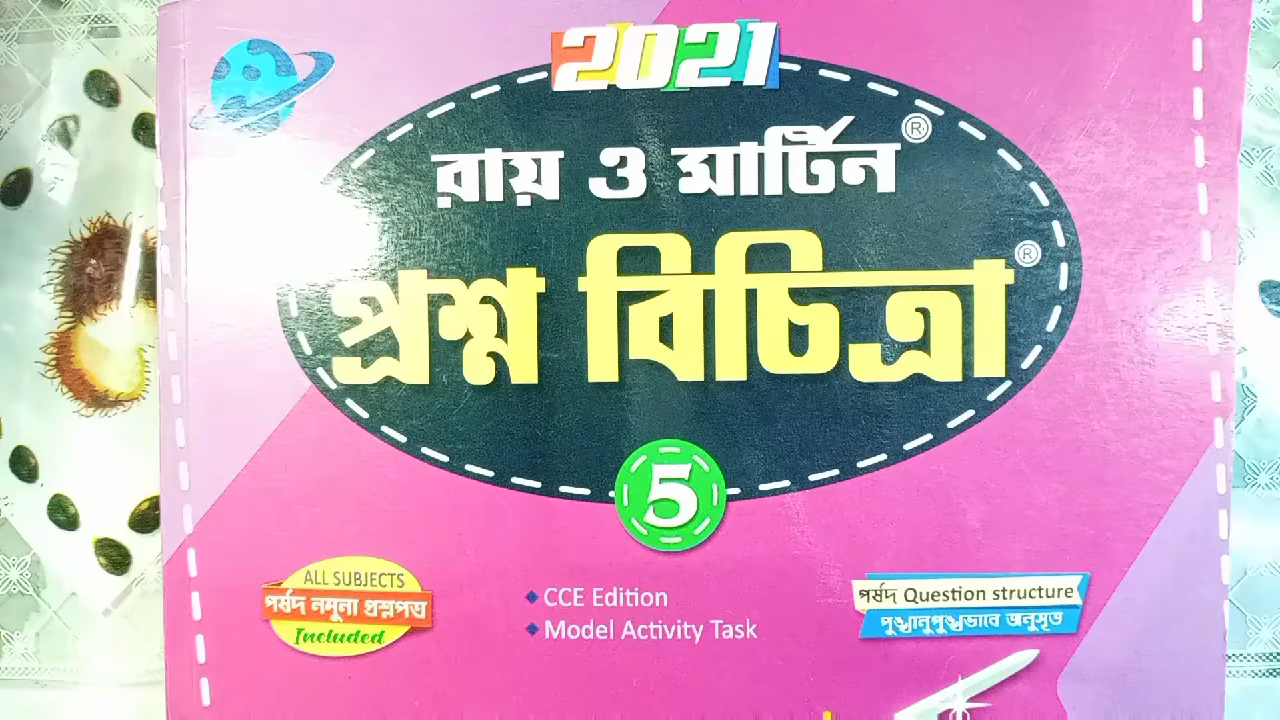 2021
রায় ও মার্টিন®
প্রশ্ন বিচিত্রা®
5
ALL SUBJECTS
পর্ষদ নমুনা প্রশ্নপত্র
Included
CCE Edition
Model Activity Task
পর্ষদ Question structure
পুঙ্খানুপুঙ্খভাবে অনুসৃত